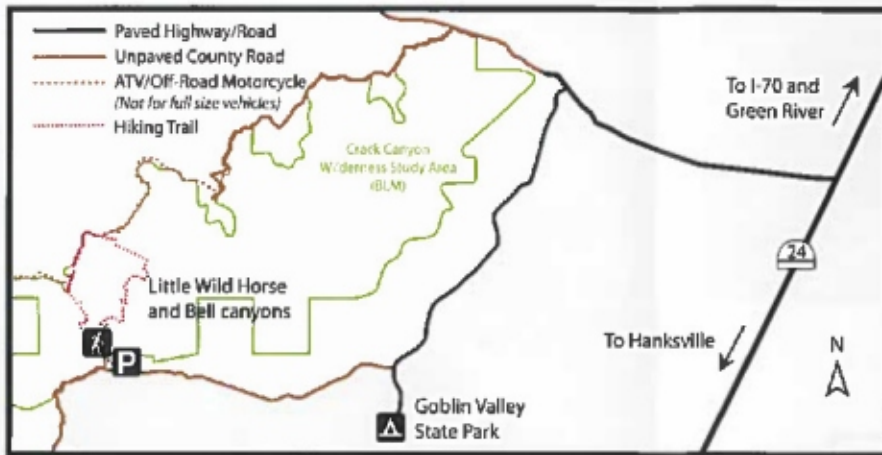 Paved Highway/Road
Unpaved County Road
ATV/Off-Road Motorcycle
(Not for full size vehicles)
Hiking Trail
To I-70 and
Green River
Crack Canyon
Wilderness Study Area
(BLM)
24
Little Wild Horse
and Bell canyons
To Hanksville
N
P
Goblin Valley
State Park